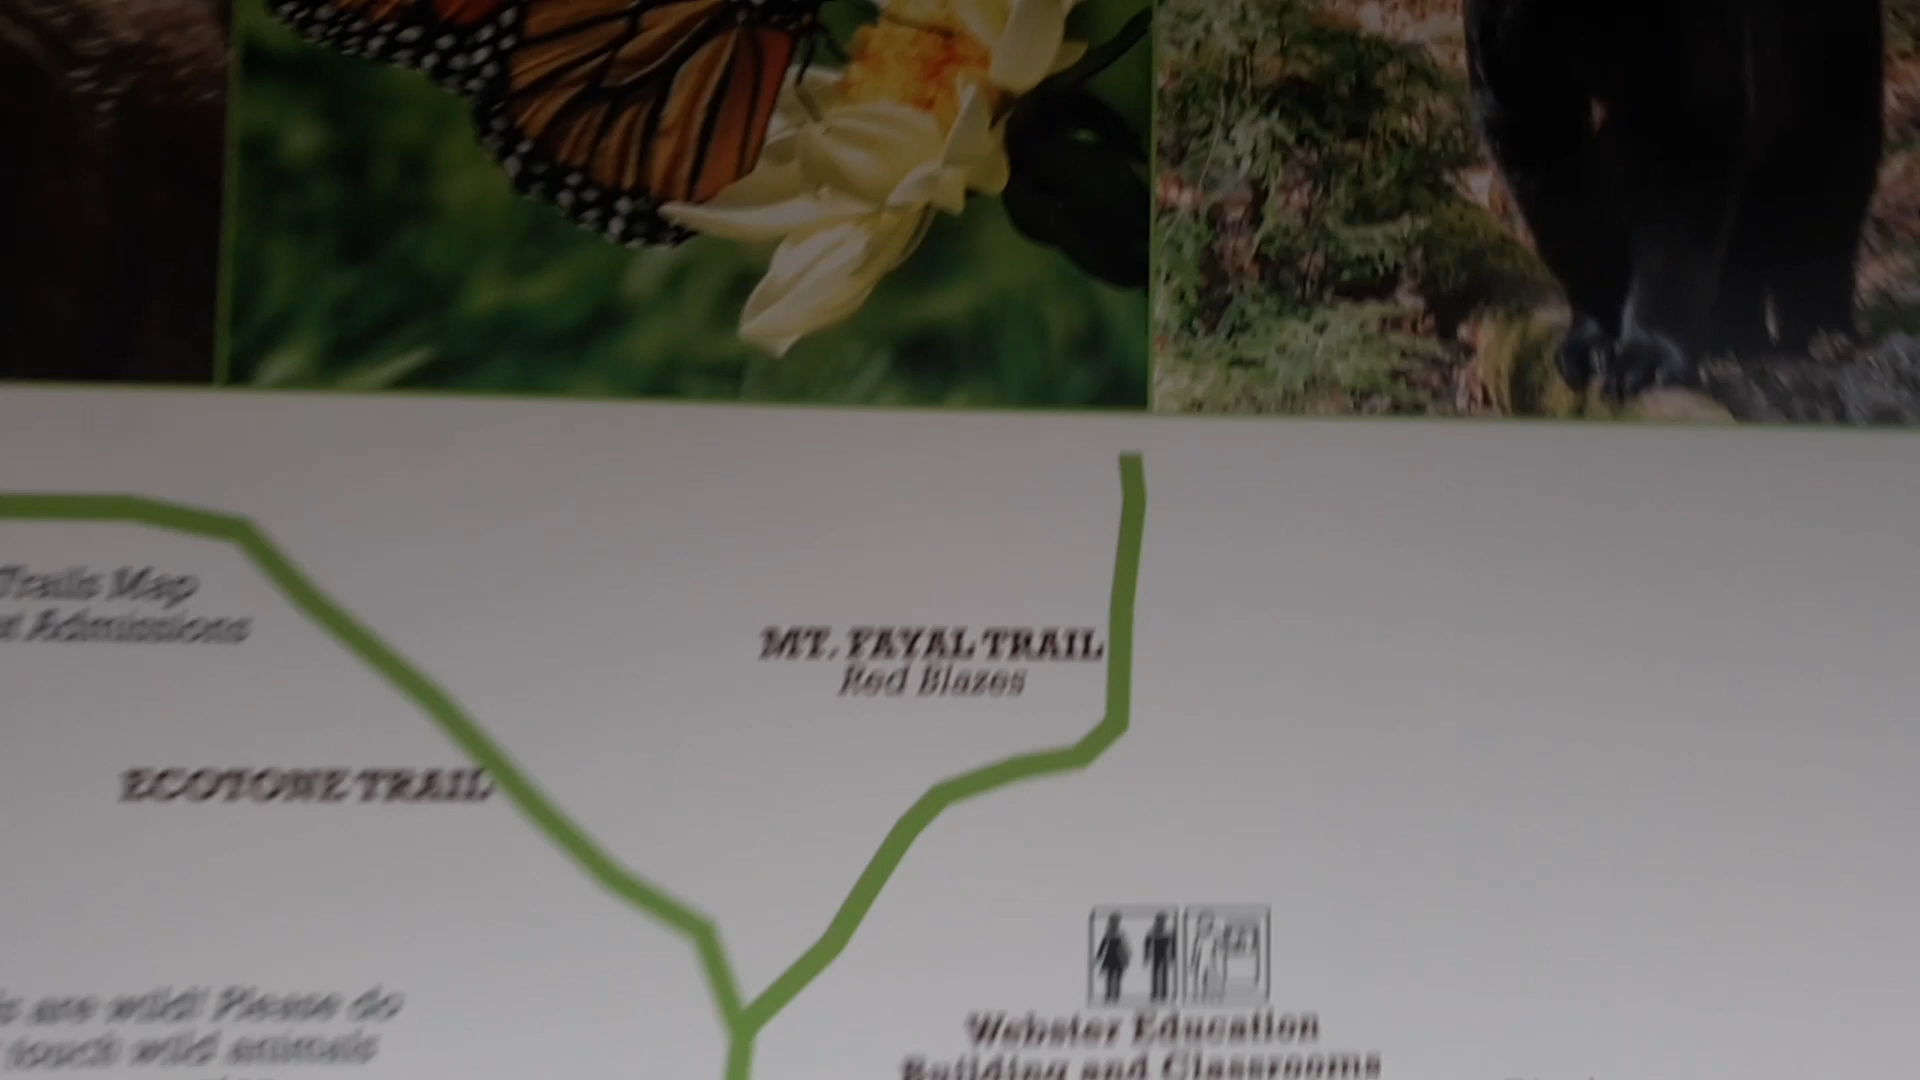 Trails Map
Admissions
MT. FAYAL TRAIL
Red Blazes
ECOTONE TRAIL
are wild! Please do
touch wild animals
Webster Education
Building and Classrooms